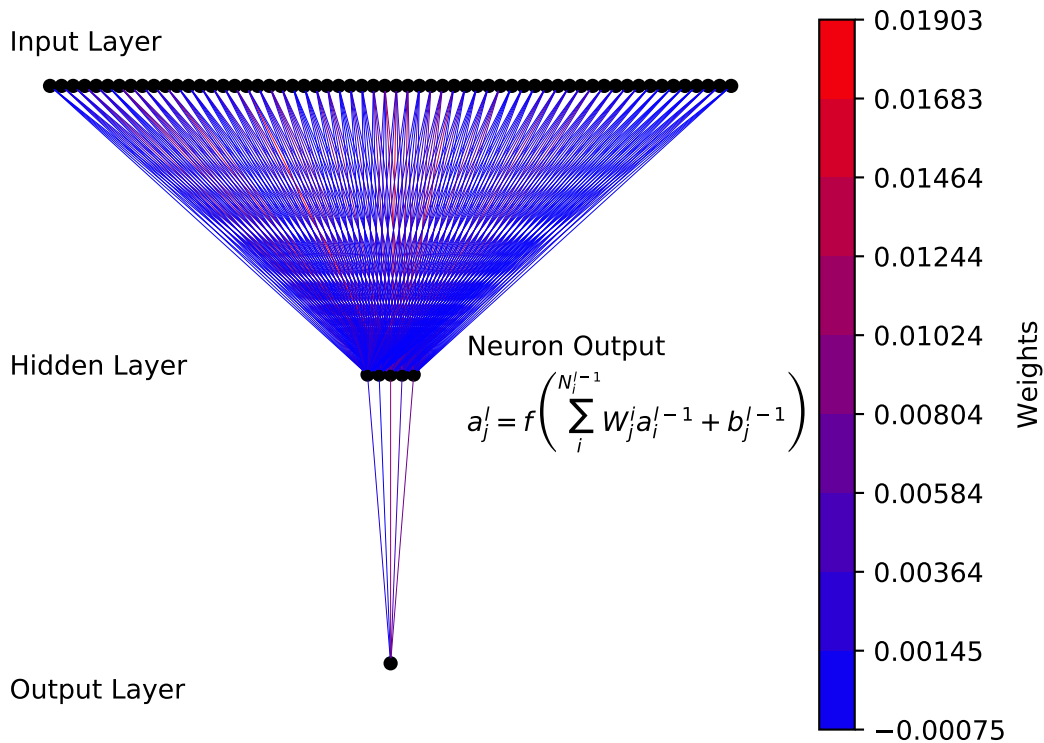 Input Layer
Hidden Layer
Neuron Output
a_j^l = f(∑_i^{N_i^{l−1}} W_j^i a_i^{l−1} + b_j^{l−1})
Output Layer
0.01903
0.01683
0.01464
0.01244
0.01024
0.00804
0.00584
0.00364
0.00145
−0.00075
Weights